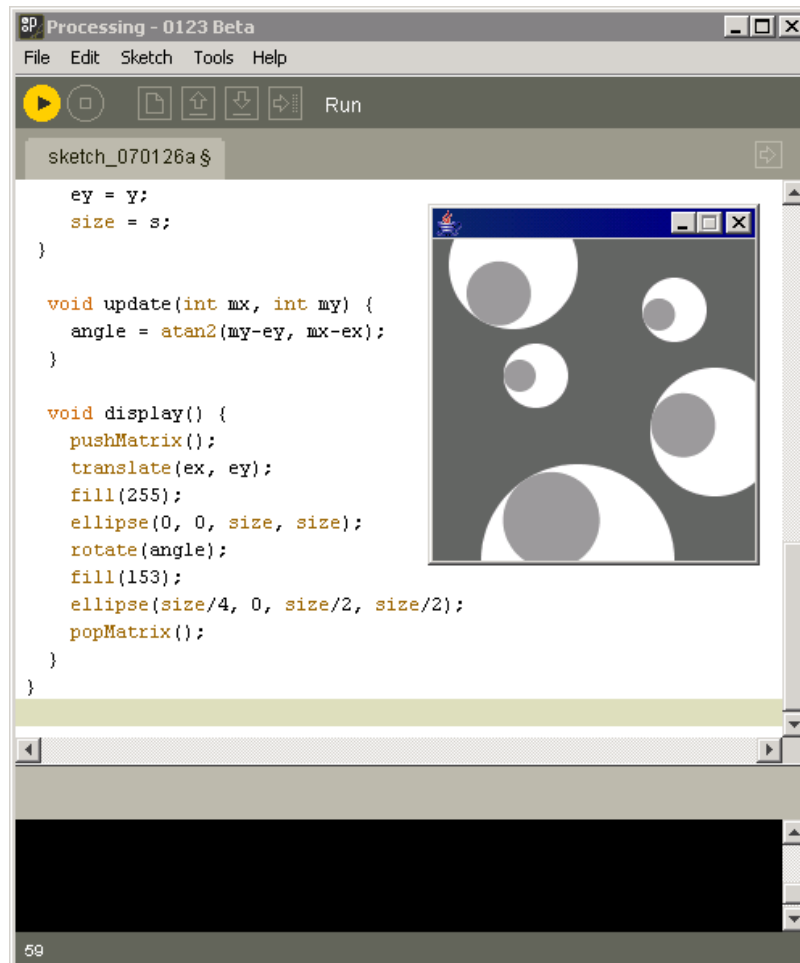 Processing - 0123 Beta
File Edit Sketch Tools Help
Run
sketch_070126a §
ey = y;
size = s;
}
void update(int mx, int my) {
angle = atan2(my-ey, mx-ex);
}
void display() {
pushMatrix();
translate(ex, ey);
fill(255);
ellipse(0, 0, size, size);
rotate(angle);
fill(153);
ellipse(size/4, 0, size/2, size/2);
popMatrix();
}
}
59